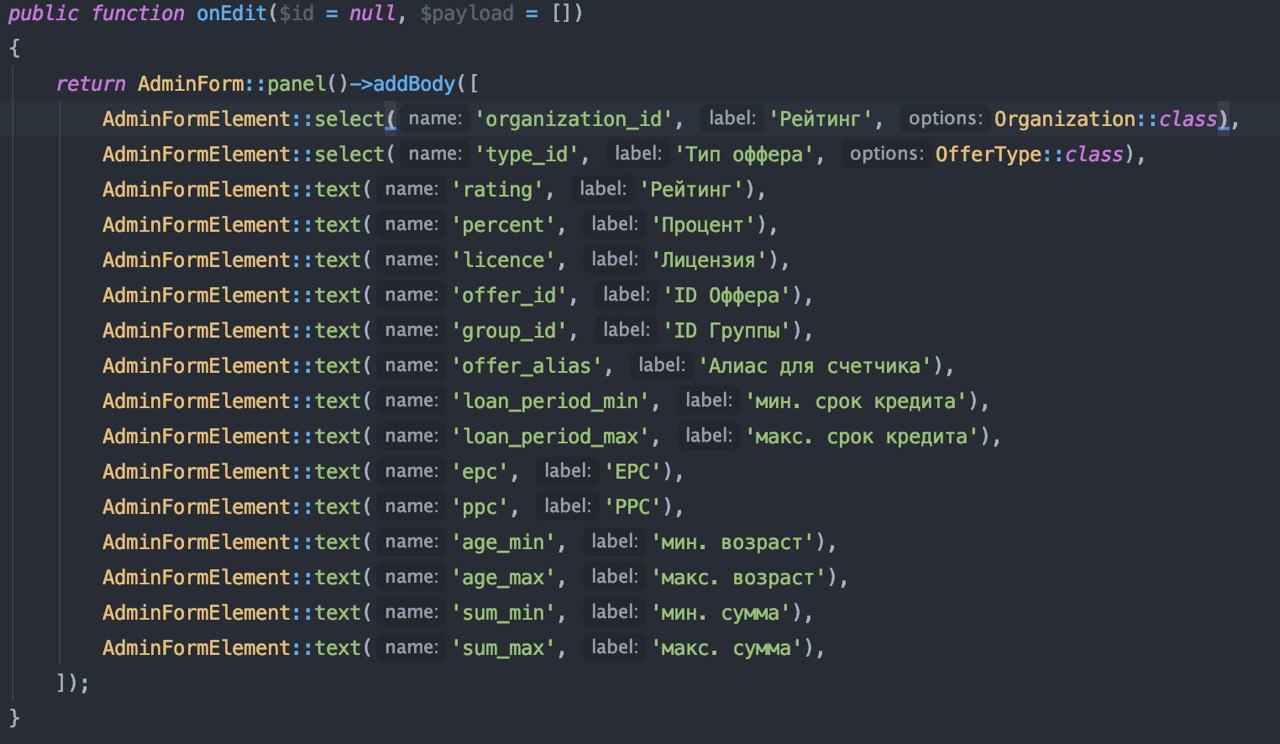 public function onEdit($id = null, $payload = [])
{
return AdminForm::panel()->addBody([
AdminFormElement::select( name: 'organization_id', label: 'Рейтинг', options: Organization::class),
AdminFormElement::select( name: 'type_id', label: 'Тип оффера', options: OfferType::class),
AdminFormElement::text( name: 'rating', label: 'Рейтинг'),
AdminFormElement::text( name: 'percent', label: 'Процент'),
AdminFormElement::text( name: 'licence', label: 'Лицензия'),
AdminFormElement::text( name: 'offer_id', label: 'ID Оффера'),
AdminFormElement::text( name: 'group_id', label: 'ID Группы'),
AdminFormElement::text( name: 'offer_alias', label: 'Алиас для счетчика'),
AdminFormElement::text( name: 'loan_period_min', label: 'мин. срок кредита'),
AdminFormElement::text( name: 'loan_period_max', label: 'макс. срок кредита'),
AdminFormElement::text( name: 'epc', label: 'EPC'),
AdminFormElement::text( name: 'ppc', label: 'PPC'),
AdminFormElement::text( name: 'age_min', label: 'мин. возраст'),
AdminFormElement::text( name: 'age_max', label: 'макс. возраст'),
AdminFormElement::text( name: 'sum_min', label: 'мин. сумма'),
AdminFormElement::text( name: 'sum_max', label: 'макс. сумма'),
]);
}